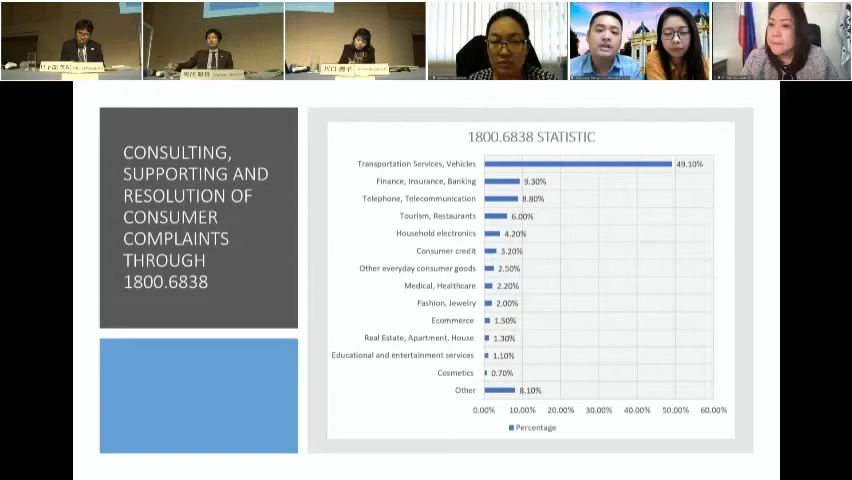 CONSULTING,
SUPPORTING AND
RESOLUTION OF
CONSUMER
COMPLAINTS
THROUGH
1800.6838
1800.6838 STATISTIC
Transportation Services, Vehicles 49.10%
Finance, Insurance, Banking 9.30%
Telephone, Telecommunication 8.80%
Tourism, Restaurants 6.00%
Household electronics 4.20%
Consumer credit 3.20%
Other everyday consumer goods 2.50%
Medical, Healthcare 2.20%
Fashion, Jewelry 2.00%
Ecommerce 1.50%
Real Estate, Apartment, House 1.30%
Educational and entertainment services 1.10%
Cosmetics 0.70%
Other 8.10%
0.00% 10.00% 20.00% 30.00% 40.00% 50.00% 60.00%
Percentage